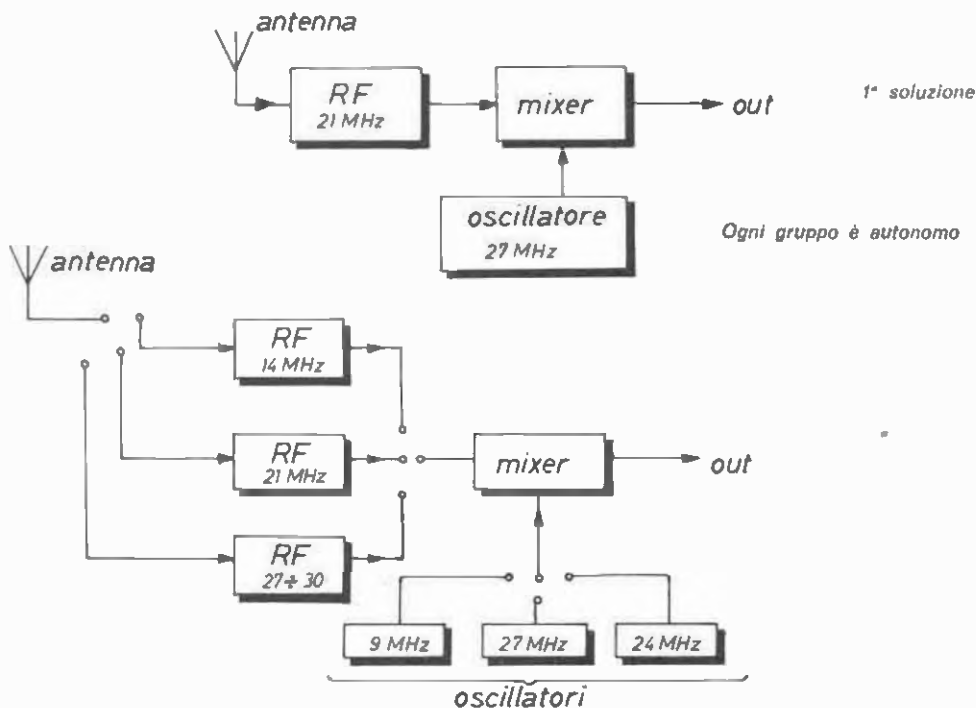 antenna
RF
21 MHz
mixer
out
1ª soluzione
oscillatore
27 MHz
Ogni gruppo è autonomo
antenna
RF
14 MHz
RF
21 MHz
mixer
out
RF
27÷30
9 MHz
27 MHz
24 MHz
oscillatori